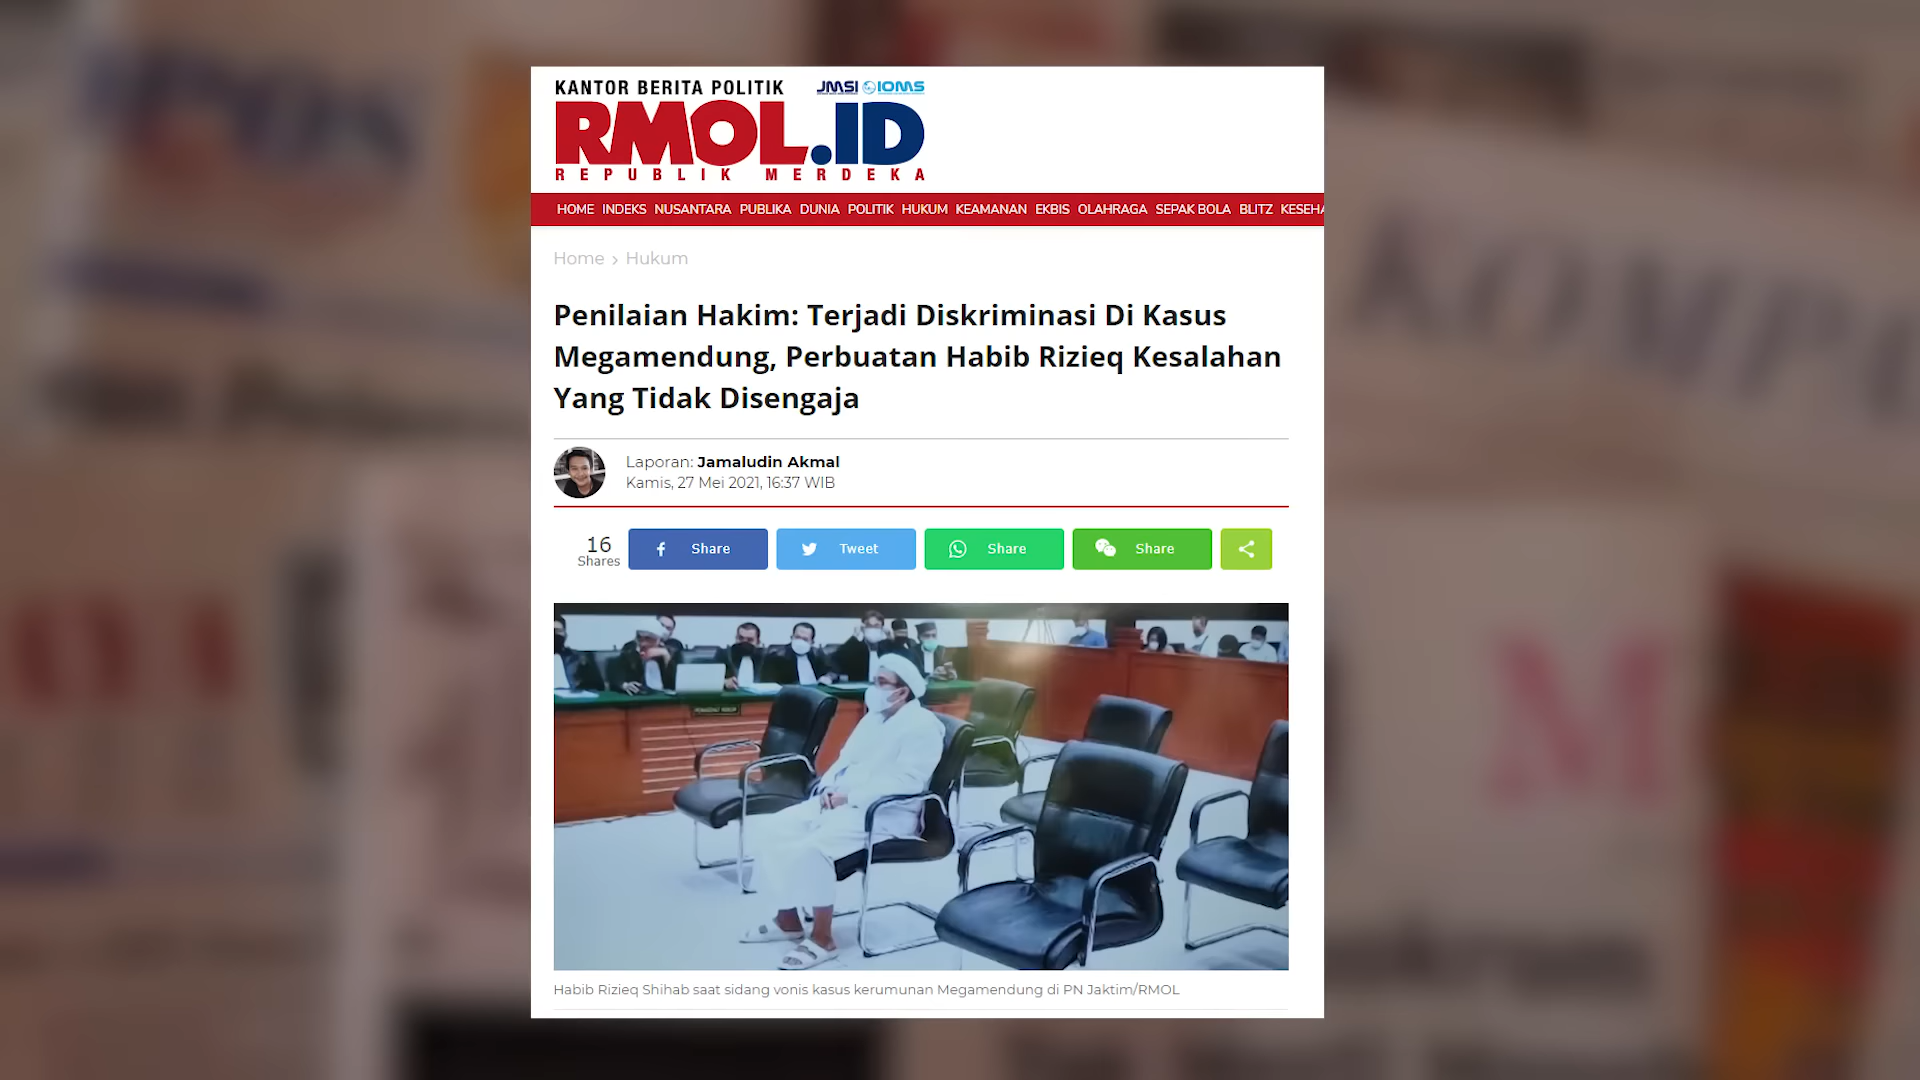 KANTOR BERITA POLITIK
JMSI IOMS
RMOL.ID
REPUBLIK MERDEKA
HOME INDEKS NUSANTARA PUBLIKA DUNIA POLITIK HUKUM KEAMANAN EKBIS OLAHRAGA SEPAK BOLA BLITZ KESEHA
Home › Hukum
Penilaian Hakim: Terjadi Diskriminasi Di Kasus
Megamendung, Perbuatan Habib Rizieq Kesalahan
Yang Tidak Disengaja
Laporan: Jamaludin Akmal
Kamis, 27 Mei 2021, 16:37 WIB
16
Shares
Share
Tweet
Share
Share
Habib Rizieq Shihab saat sidang vonis kasus kerumunan Megamendung di PN Jaktim/RMOL